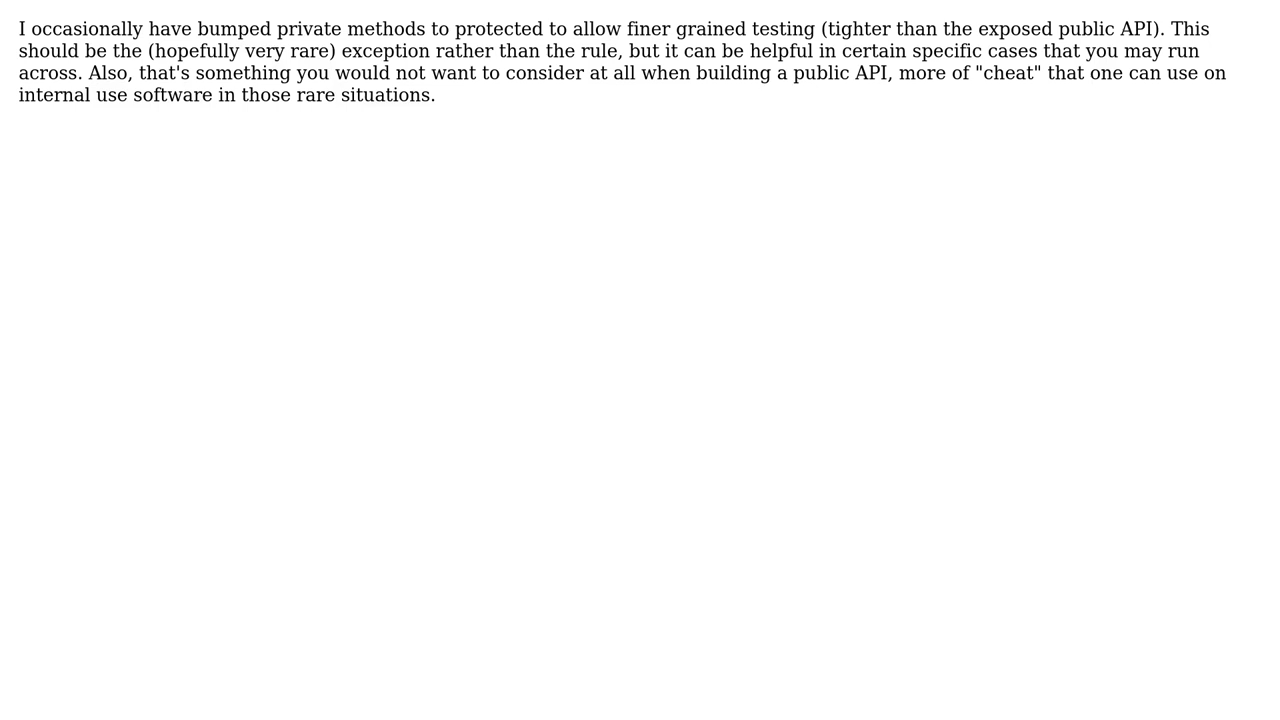 I occasionally have bumped private methods to protected to allow finer grained testing (tighter than the exposed public API). This
should be the (hopefully very rare) exception rather than the rule, but it can be helpful in certain specific cases that you may run
across. Also, that's something you would not want to consider at all when building a public API, more of "cheat" that one can use on
internal use software in those rare situations.